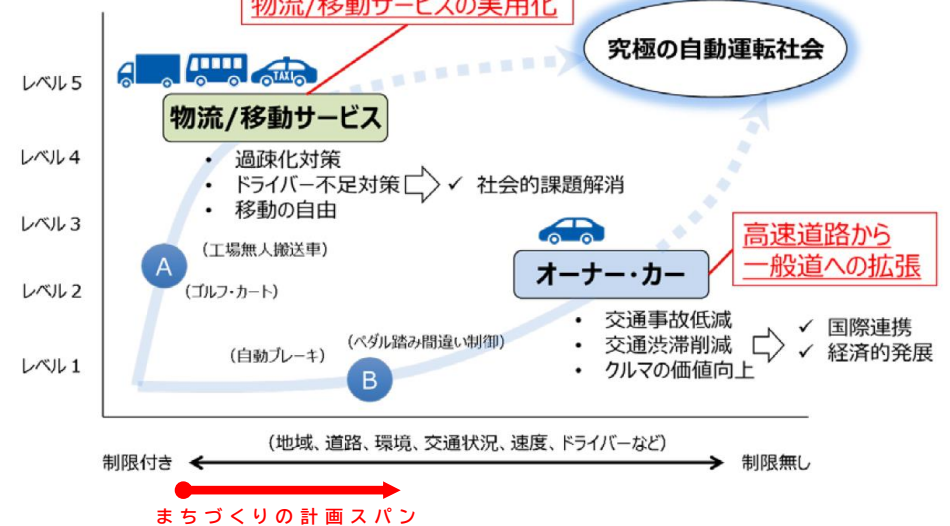 物流/移動サービスの実用化
究極の自動運転社会
レベル5
TAXI
物流/移動サービス
レベル4
• 過疎化対策
• ドライバー不足対策 ✓ 社会的課題解消
• 移動の自由
レベル3
高速道路から
一般道への拡張
A
(工場無人搬送車)
オーナー・カー
レベル2
(ゴルフ・カート)
• 交通事故低減
• 交通渋滞削減
• クルマの価値向上
✓ 国際連携
✓ 経済的発展
(ペダル踏み間違い制御)
(自動ブレーキ)
レベル1
B
(地域、道路、環境、交通状況、速度、ドライバーなど)
制限付き
制限無し
まちづくりの計画スパン